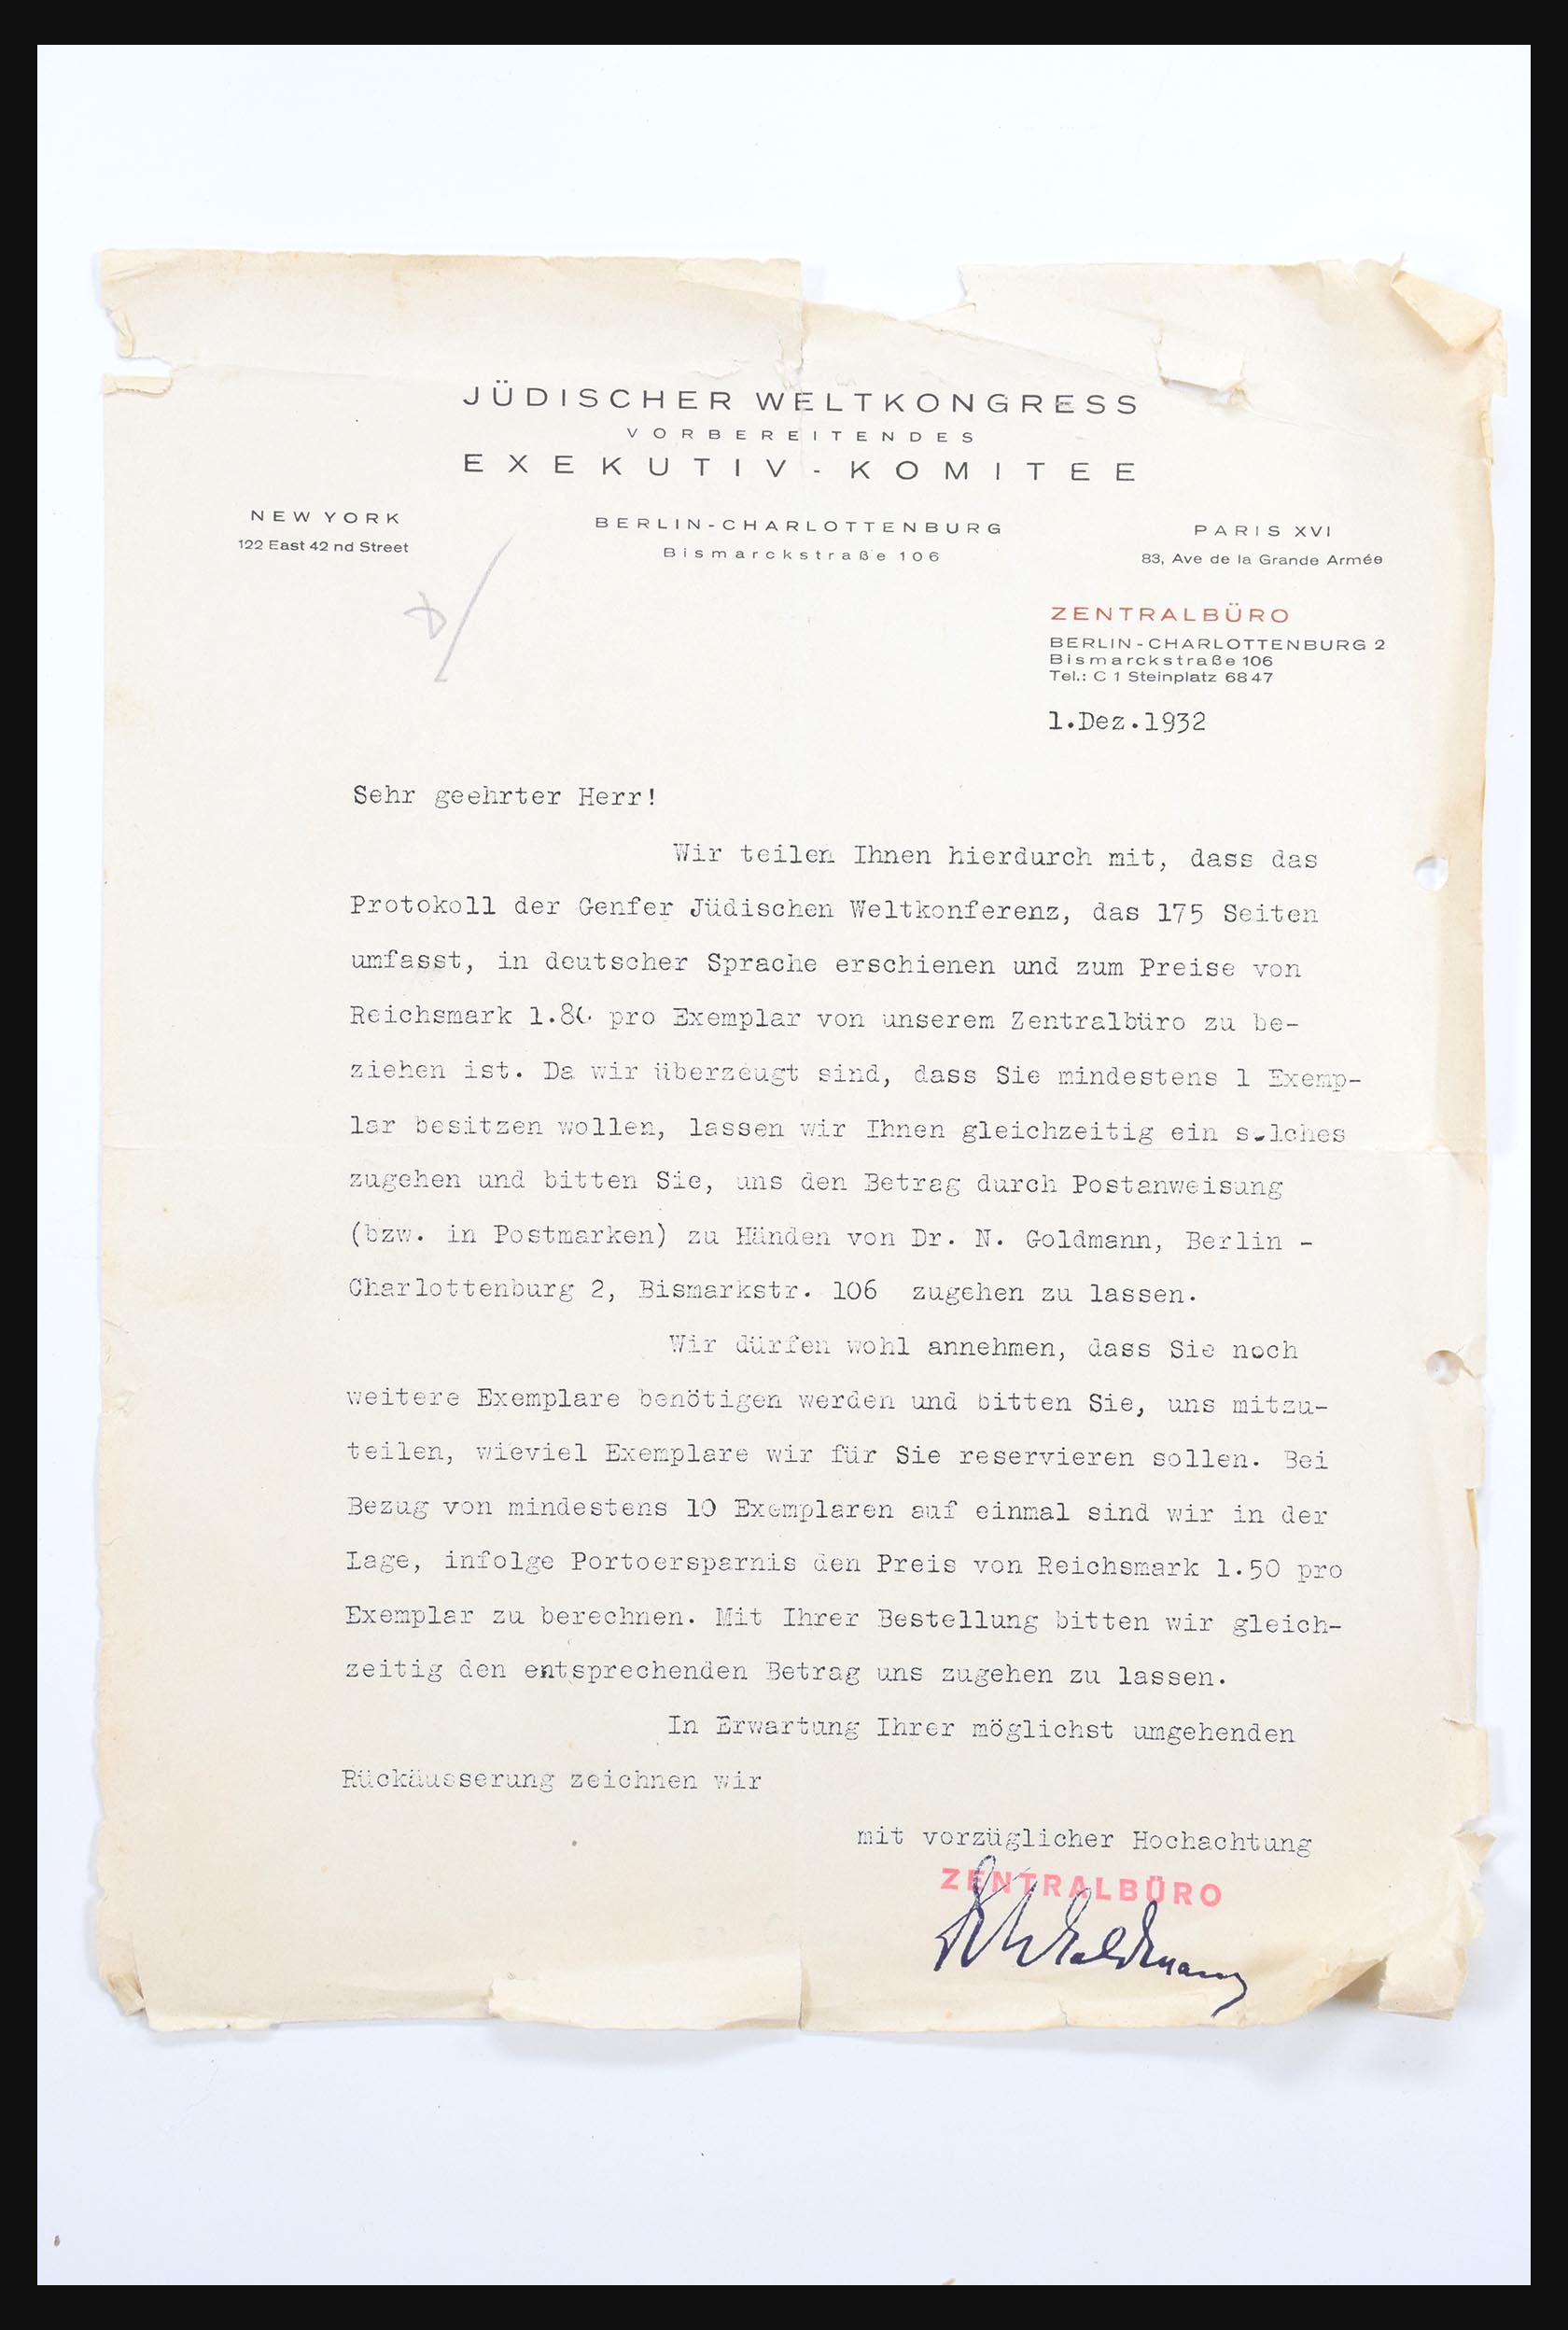 JÜDISCHER WELTKONGRESS
VORBEREITENDES
EXEKUTIV-KOMITEE
NEW YORK
122 East 42 nd Street
BERLIN-CHARLOTTENBURG
Bismarckstraße 106
PARIS XVI
83, Ave de la Grande Armée
ZENTRALBÜRO
BERLIN-CHARLOTTENBURG 2
Bismarckstraße 106
Tel.: C 1 Steinplatz 68 47
1.Dez.1932
Sehr geehrter Herr!
Wir teilen Ihnen hierdurch mit, dass das
Protokoll der Genfer Jüdischen Weltkonferenz, das 175 Seiten
umfasst, in deutscher Sprache erschienen und zum Preise von
Reichsmark 1.80 pro Exemplar von unserem Zentralbüro zu be-
ziehen ist. Da wir überzeugt sind, dass Sie mindestens 1 Exemp-
lar besitzen wollen, lassen wir Ihnen gleichzeitig ein solches
zugehen und bitten Sie, uns den Betrag durch Postanweisung
(bzw. in Postmarken) zu Händen von Dr. N. Goldmann, Berlin -
Charlottenburg 2, Bismarkstr. 106 zugehen zu lassen.
Wir dürfen wohl annehmen, dass Sie noch
weitere Exemplare benötigen werden und bitten Sie, uns mitzu-
teilen, wieviel Exemplare wir für Sie reservieren sollen. Bei
Bezug von mindestens 10 Exemplaren auf einmal sind wir in der
Lage, infolge Portoersparnis den Preis von Reichsmark 1.50 pro
Exemplar zu berechnen. Mit Ihrer Bestellung bitten wir gleich-
zeitig den entsprechenden Betrag uns zugehen zu lassen.
In Erwartung Ihrer möglichst umgehenden
Rückäusserung zeichnen wir
mit vorzüglicher Hochachtung
ZENTRALBÜRO